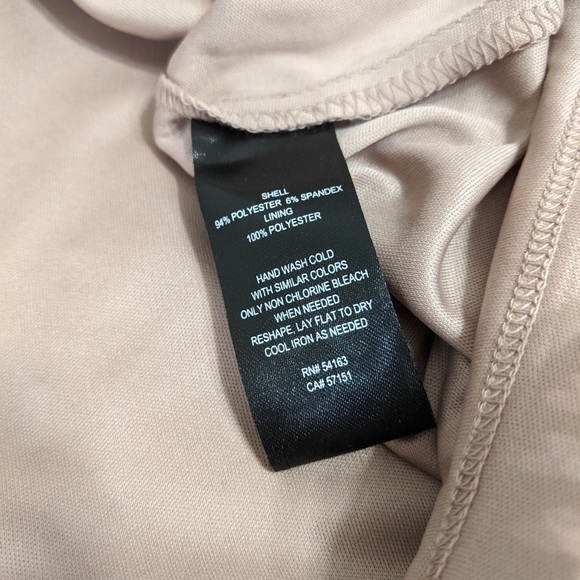 SHELL
94% POLYESTER 6% SPANDEX
LINING
100% POLYESTER
HAND WASH COLD
WITH SIMILAR COLORS
ONLY NON CHLORINE BLEACH
WHEN NEEDED
RESHAPE, LAY FLAT TO DRY
COOL IRON AS NEEDED
RN# 54163
CA# 57151